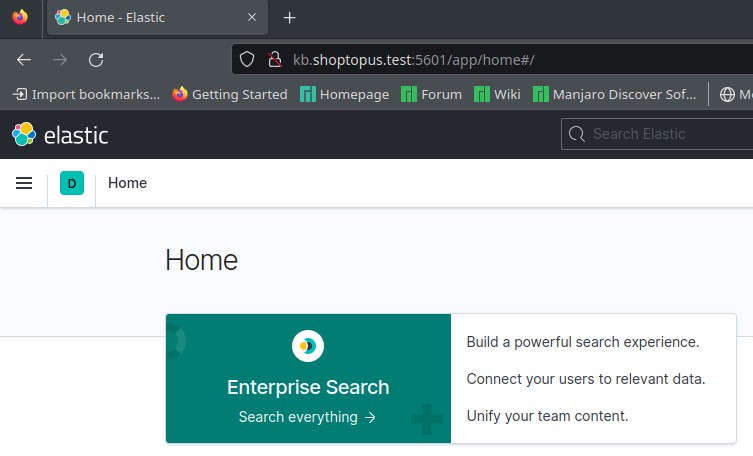 Home - Elastic
kb.shoptopus.test:5601/app/home#/
Import bookmarks... Getting Started Homepage Forum Wiki Manjaro Discover Sof...
elastic Search Elastic
D Home
Home
Enterprise Search
Search everything →
Build a powerful search experience.
Connect your users to relevant data.
Unify your team content.